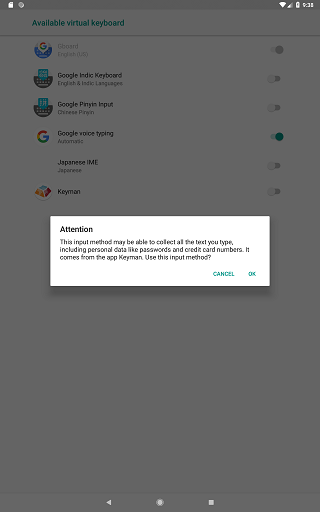 9:38
Available virtual keyboard
Gboard
English (US)
Google Indic Keyboard
English & Indic Languages
Google Pinyin Input
Chinese Pinyin
Google voice typing
Automatic
Japanese IME
Japanese
Keyman
Attention
This input method may be able to collect all the text you type,
including personal data like passwords and credit card numbers. It
comes from the app Keyman. Use this input method?
CANCEL OK